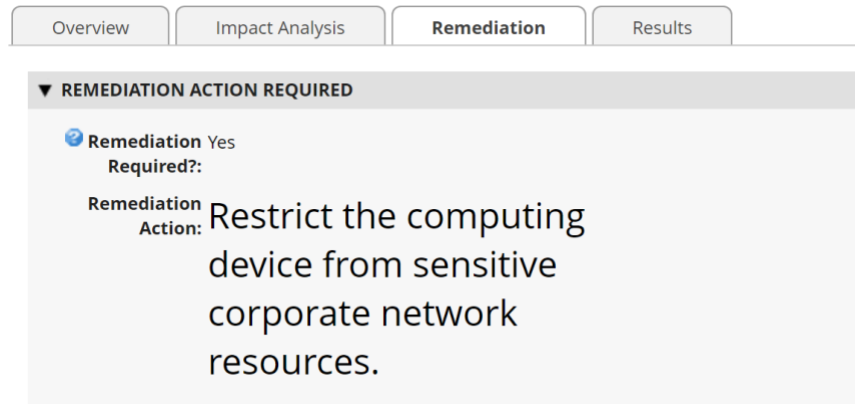 Overview Impact Analysis Remediation Results
REMEDIATION ACTION REQUIRED
Remediation Yes
Required?:
Remediation
Action: Restrict the computing
device from sensitive
corporate network
resources.